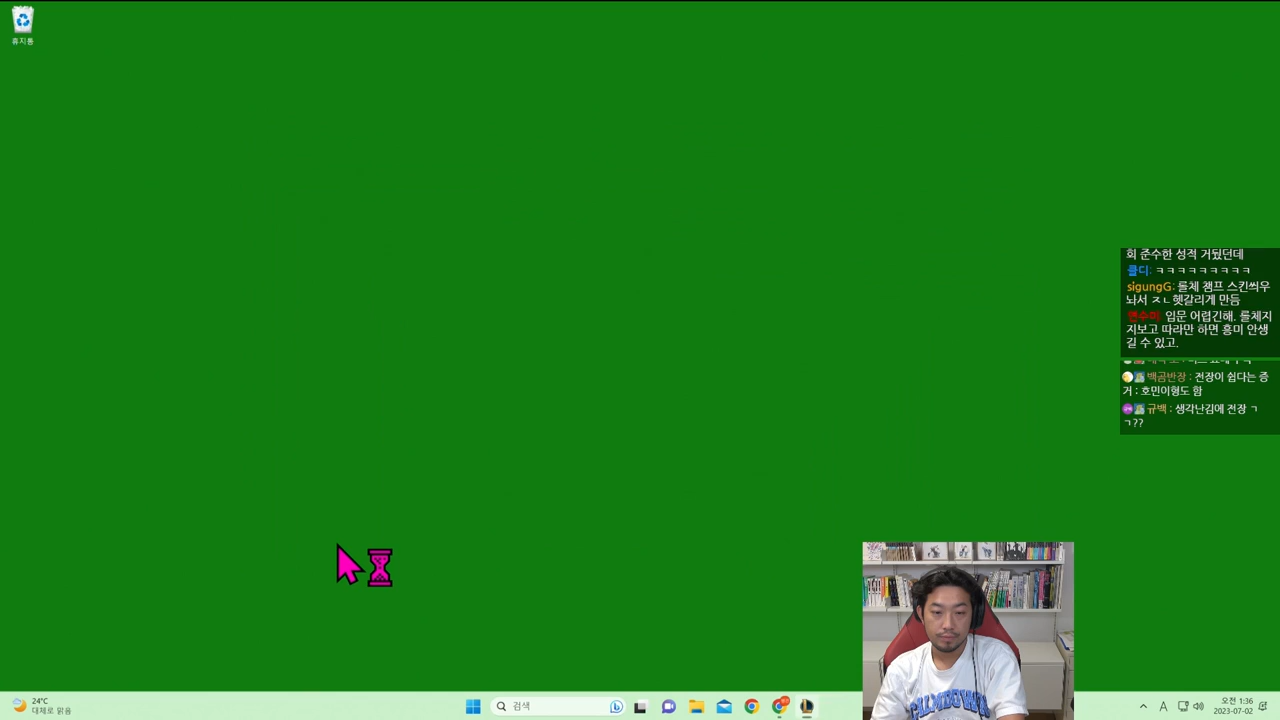 휴지통
회 준수한 성적 거뒀던데
쿨디: ㅋㅋㅋㅋㅋㅋㅋㅋㅋ
sigungG: 롤체 챔프 스킨씌우
놔서 ㅈㄴ헷갈리게 만듬
입문 어렵긴해. 롤체지
지보고 따라만 하면 흥미 안생
길 수 있고.
백곰반장 : 전장이 쉽다는 증
거 : 호민이형도 함
규백 : 생각난김에 전장 ㄱ
ㄱ??
24°C
대체로 맑음
검색
A
오전 1:36
2023-07-02